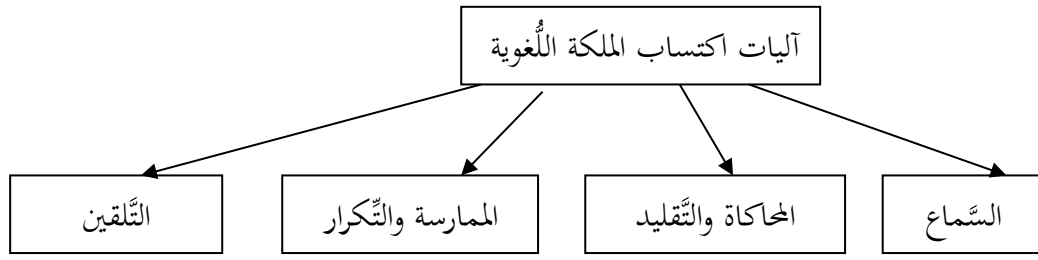 آليات اكتساب الملكة اللُّغوية
السَّماع
المحاكاة والتَّقليد
الممارسة والتِّكرار
التَّلقين